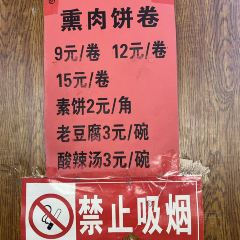 熏肉饼卷
9元/卷 12元/卷
15元/卷
素饼2元/角
老豆腐3元/碗
酸辣汤3元/碗
禁止吸烟